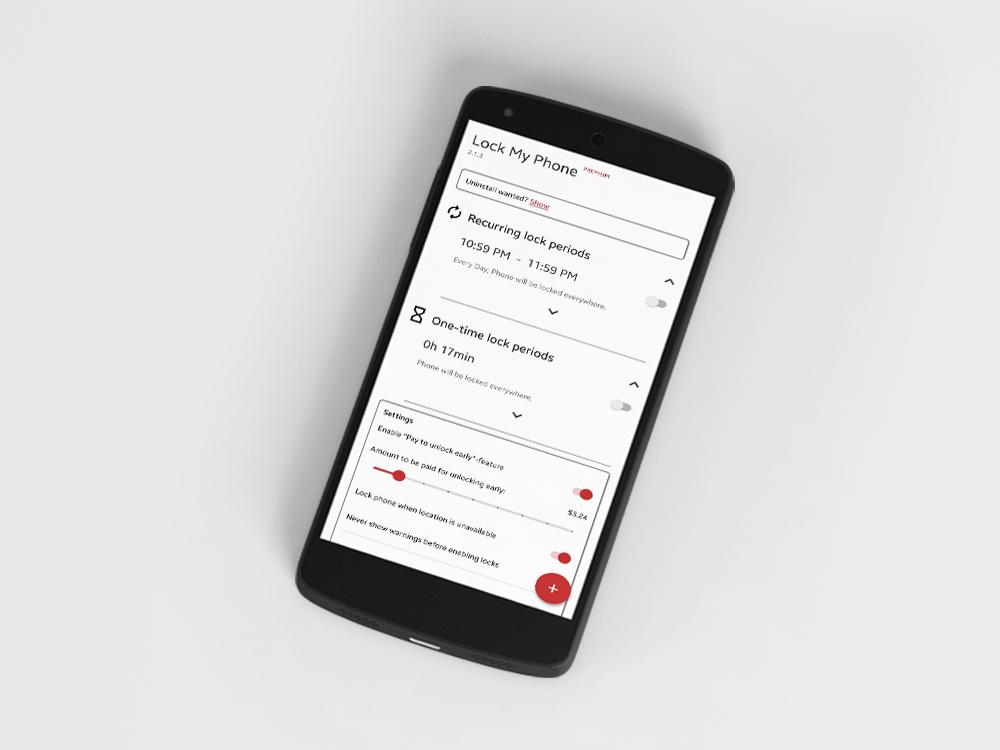 Lock My Phone PREMIUM
2.1.3
Uninstall wanted? Show
Recurring lock periods
10:59 PM - 11:59 PM
Every Day; Phone will be locked everywhere.
One-time lock periods
0h 17min
Phone will be locked everywhere.
Settings
Enable "Pay to unlock early"-feature
Amount to be paid for unlocking early:
$3.24
Lock phone when location is unavailable
Never show warnings before enabling locks
+